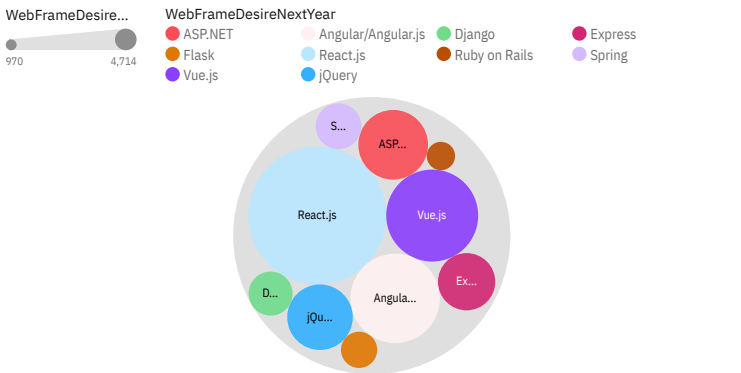 WebFrameDesire...
970 4,714
WebFrameDesireNextYear
ASP.NET Angular/Angular.js Django Express
Flask React.js Ruby on Rails Spring
Vue.js jQuery
S...
ASP...
React.js
Vue.js
Ex...
D...
Angula...
jQu...